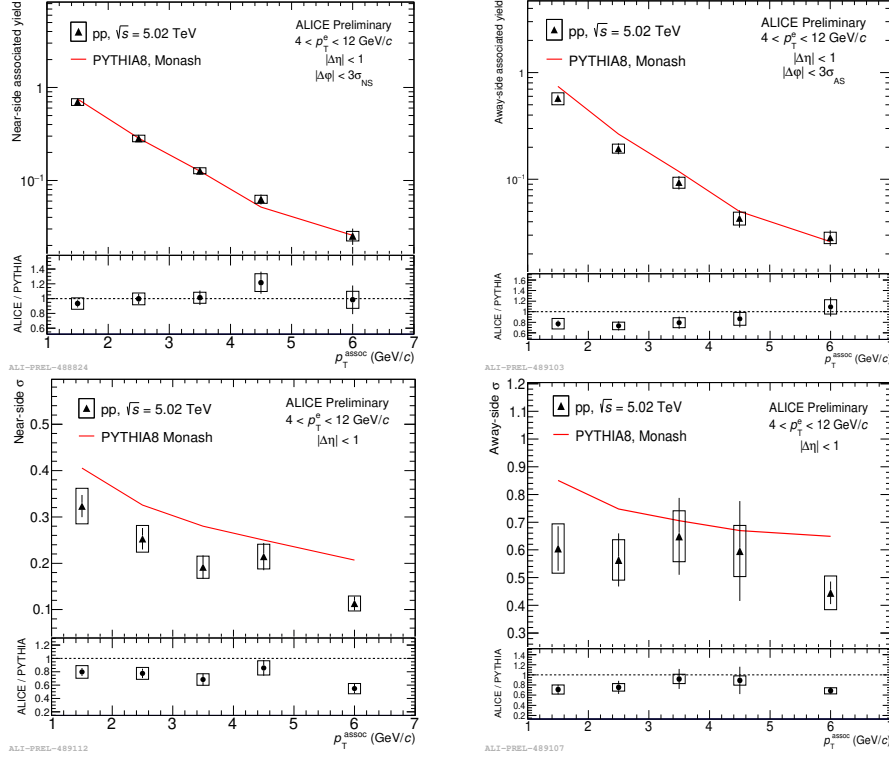 Near-side associated yield
pp, √s = 5.02 TeV
PYTHIA8, Monash
ALICE Preliminary
4 < p_T^e < 12 GeV/c
|Δη| < 1
|Δφ| < 3σ_NS
1
10⁻¹
ALICE / PYTHIA
1.4
1.2
1
0.8
0.6
1 2 3 4 5 6 7
p_T^assoc (GeV/c)
ALI-PREL-488824
Away-side associated yield
pp, √s = 5.02 TeV
PYTHIA8, Monash
ALICE Preliminary
4 < p_T^e < 12 GeV/c
|Δη| < 1
|Δφ| < 3σ_AS
1
10⁻¹
ALICE / PYTHIA
1.6
1.4
1.2
1
0.8
0.6
1 2 3 4 5 6 7
p_T^assoc (GeV/c)
ALI-PREL-489103
Near-side σ
pp, √s = 5.02 TeV
PYTHIA8 Monash
ALICE Preliminary
4 < p_T^e < 12 GeV/c
|Δη| < 1
0.5
0.4
0.3
0.2
0.1
ALICE / PYTHIA
1.2
1
0.8
0.6
0.4
0.2
1 2 3 4 5 6 7
p_T^assoc (GeV/c)
ALI-PREL-489112
Away-side σ
pp, √s = 5.02 TeV
PYTHIA8, Monash
ALICE Preliminary
4 < p_T^e < 12 GeV/c
|Δη| < 1
1.2
1.1
1
0.9
0.8
0.7
0.6
0.5
0.4
0.3
ALICE / PYTHIA
1.4
1.2
1
0.8
0.6
0.4
0.2
1 2 3 4 5 6 7
p_T^assoc (GeV/c)
ALI-PREL-489107